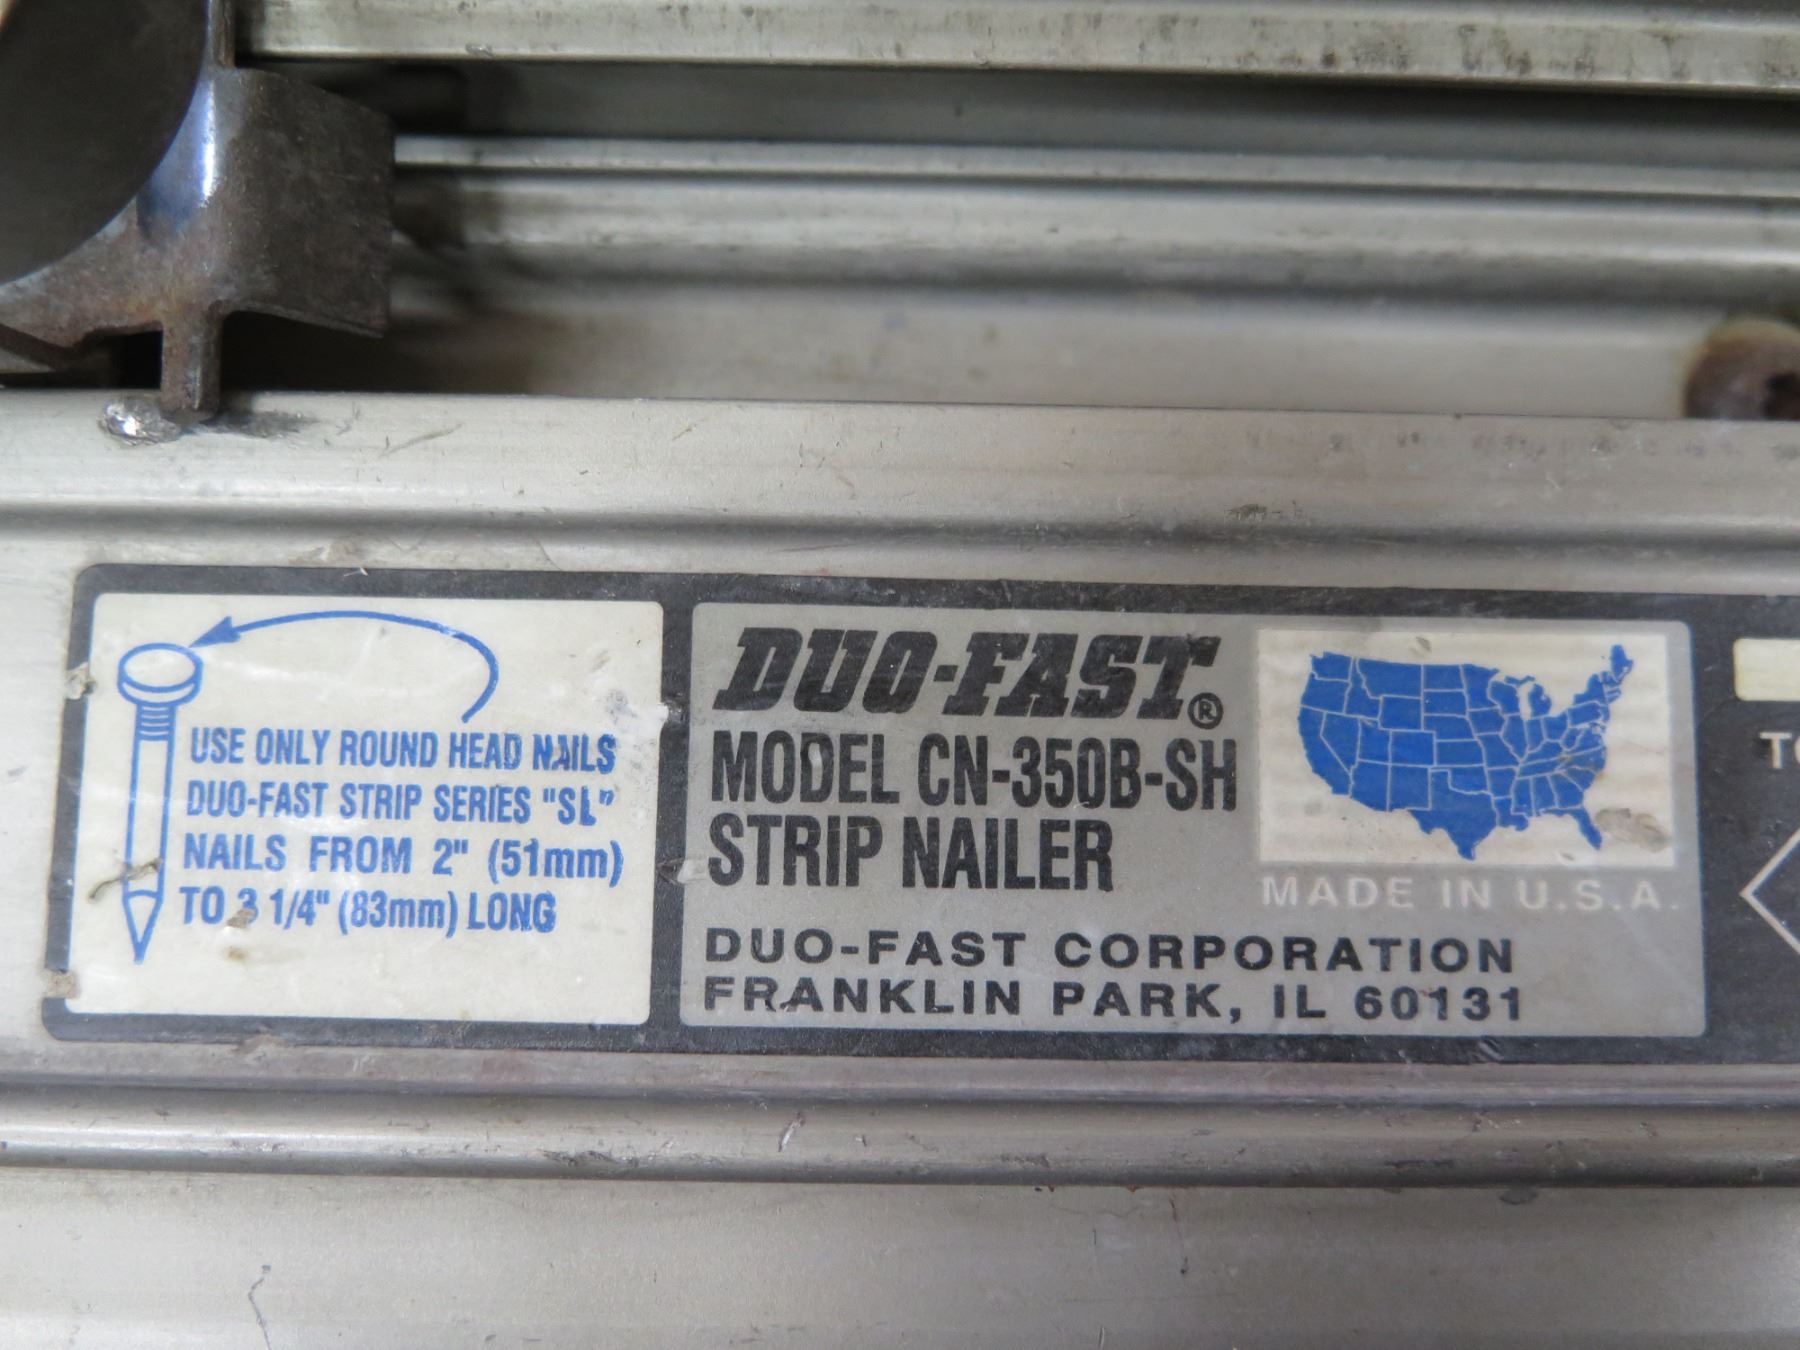 USE ONLY ROUND HEAD NAILS
DUO-FAST STRIP SERIES "SL"
NAILS FROM 2" (51mm)
TO 3 1/4" (83mm) LONG
DUO-FAST®
MODEL CN-350B-SH
STRIP NAILER
MADE IN U.S.A.
DUO-FAST CORPORATION
FRANKLIN PARK, IL 60131